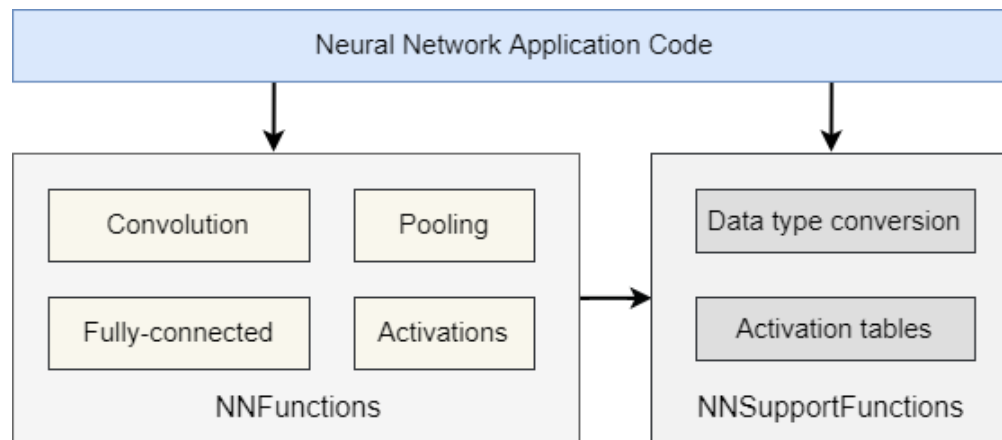 Neural Network Application Code
Convolution
Pooling
Fully-connected
Activations
NNFunctions
Data type conversion
Activation tables
NNSupportFunctions